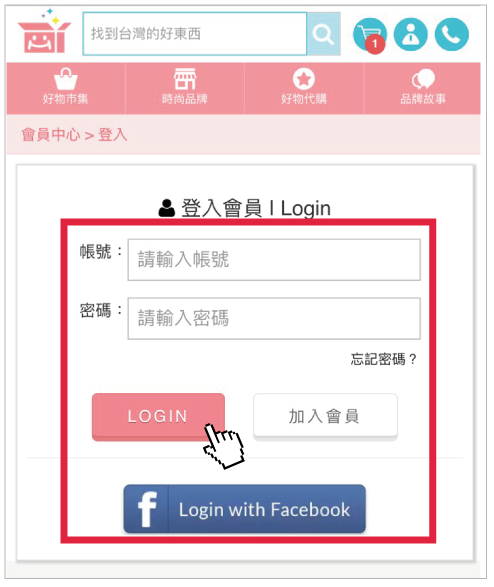 找到台灣的好東西
1
好物市集 時尚品牌 好物代購 品牌故事
會員中心 > 登入
登入會員 I Login
帳號：
請輸入帳號
密碼：
請輸入密碼
忘記密碼？
LOGIN 加入會員
f Login with Facebook